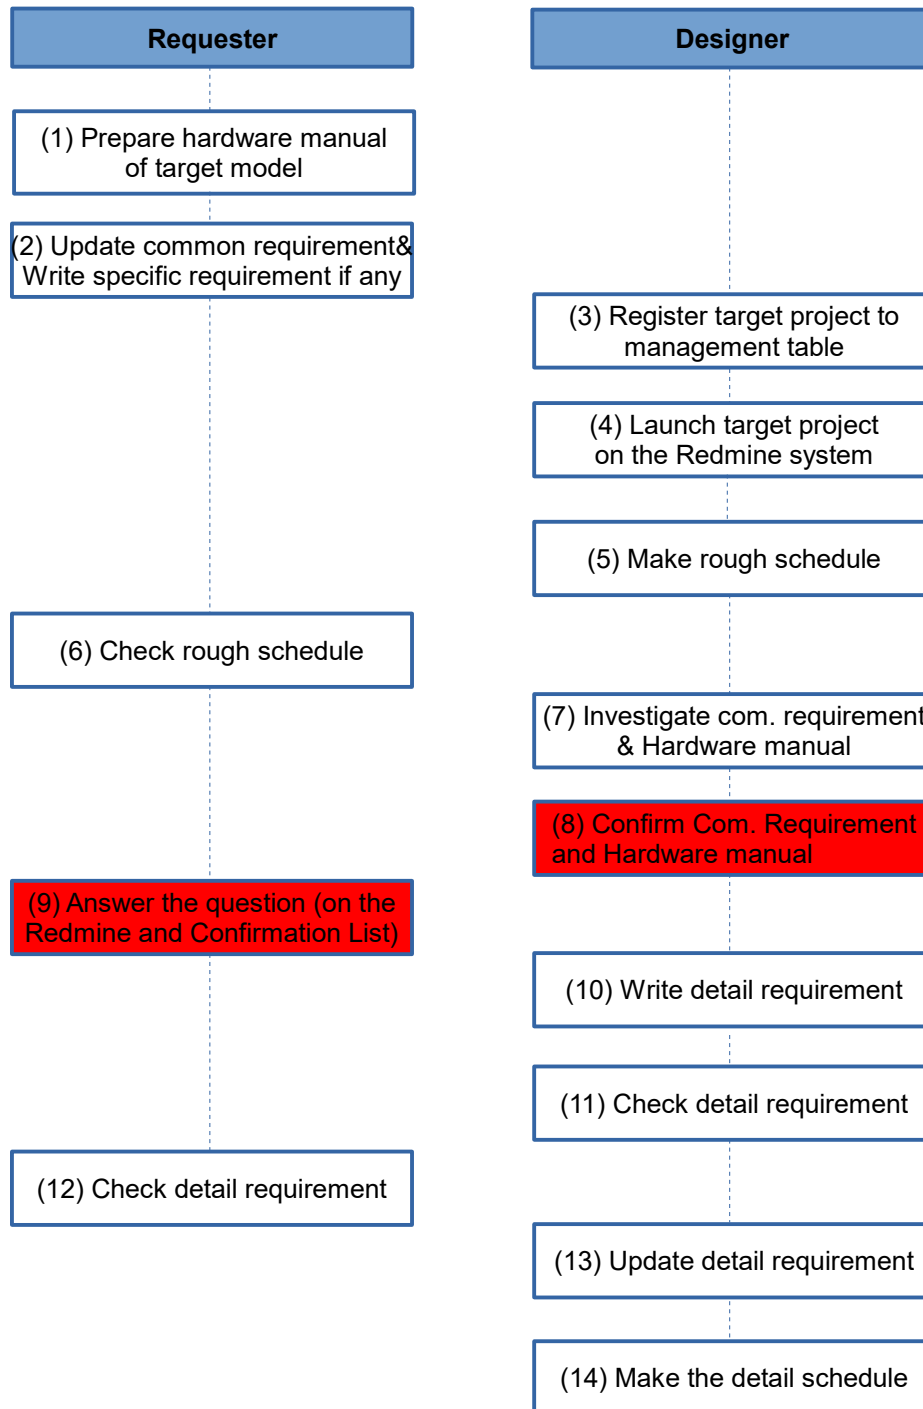 Requester
Designer
(1) Prepare hardware manual
of target model
(2) Update common requirement&
Write specific requirement if any
(3) Register target project to
management table
(4) Launch target project
on the Redmine system
(5) Make rough schedule
(6) Check rough schedule
(7) Investigate com. requirement
& Hardware manual
(8) Confirm Com. Requirement
and Hardware manual
(9) Answer the question (on the
Redmine and Confirmation List)
(10) Write detail requirement
(11) Check detail requirement
(12) Check detail requirement
(13) Update detail requirement
(14) Make the detail schedule